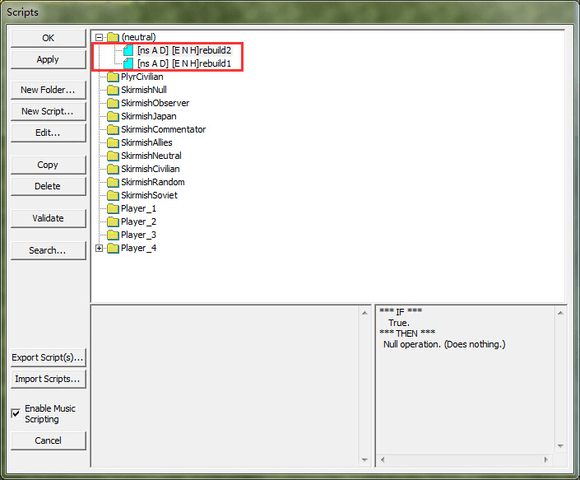 Scripts
OK
Apply
New Folder...
New Script...
Edit...
Copy
Delete
Validate
Search...
Export Script(s)...
Import Scripts...
Enable Music
Scripting
Cancel
(neutral)
[ns A D] [E N H]rebuild2
[ns A D] [E N H]rebuild1
PlyrCivilian
SkirmishNull
SkirmishObserver
SkirmishJapan
SkirmishCommentator
SkirmishAllies
SkirmishNeutral
SkirmishCivilian
SkirmishRandom
SkirmishSoviet
Player_1
Player_2
Player_3
Player_4
*** IF ***
True.
*** THEN ***
Null operation. (Does nothing.)